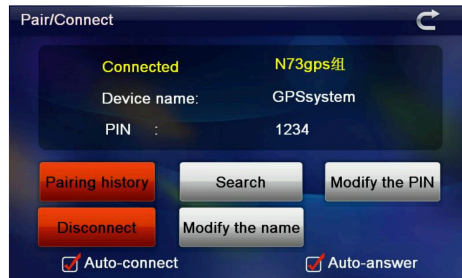 Pair/Connect
Connected N73gps组
Device name: GPSsystem
PIN : 1234
Pairing history Search Modify the PIN
Disconnect Modify the name
Auto-connect Auto-answer